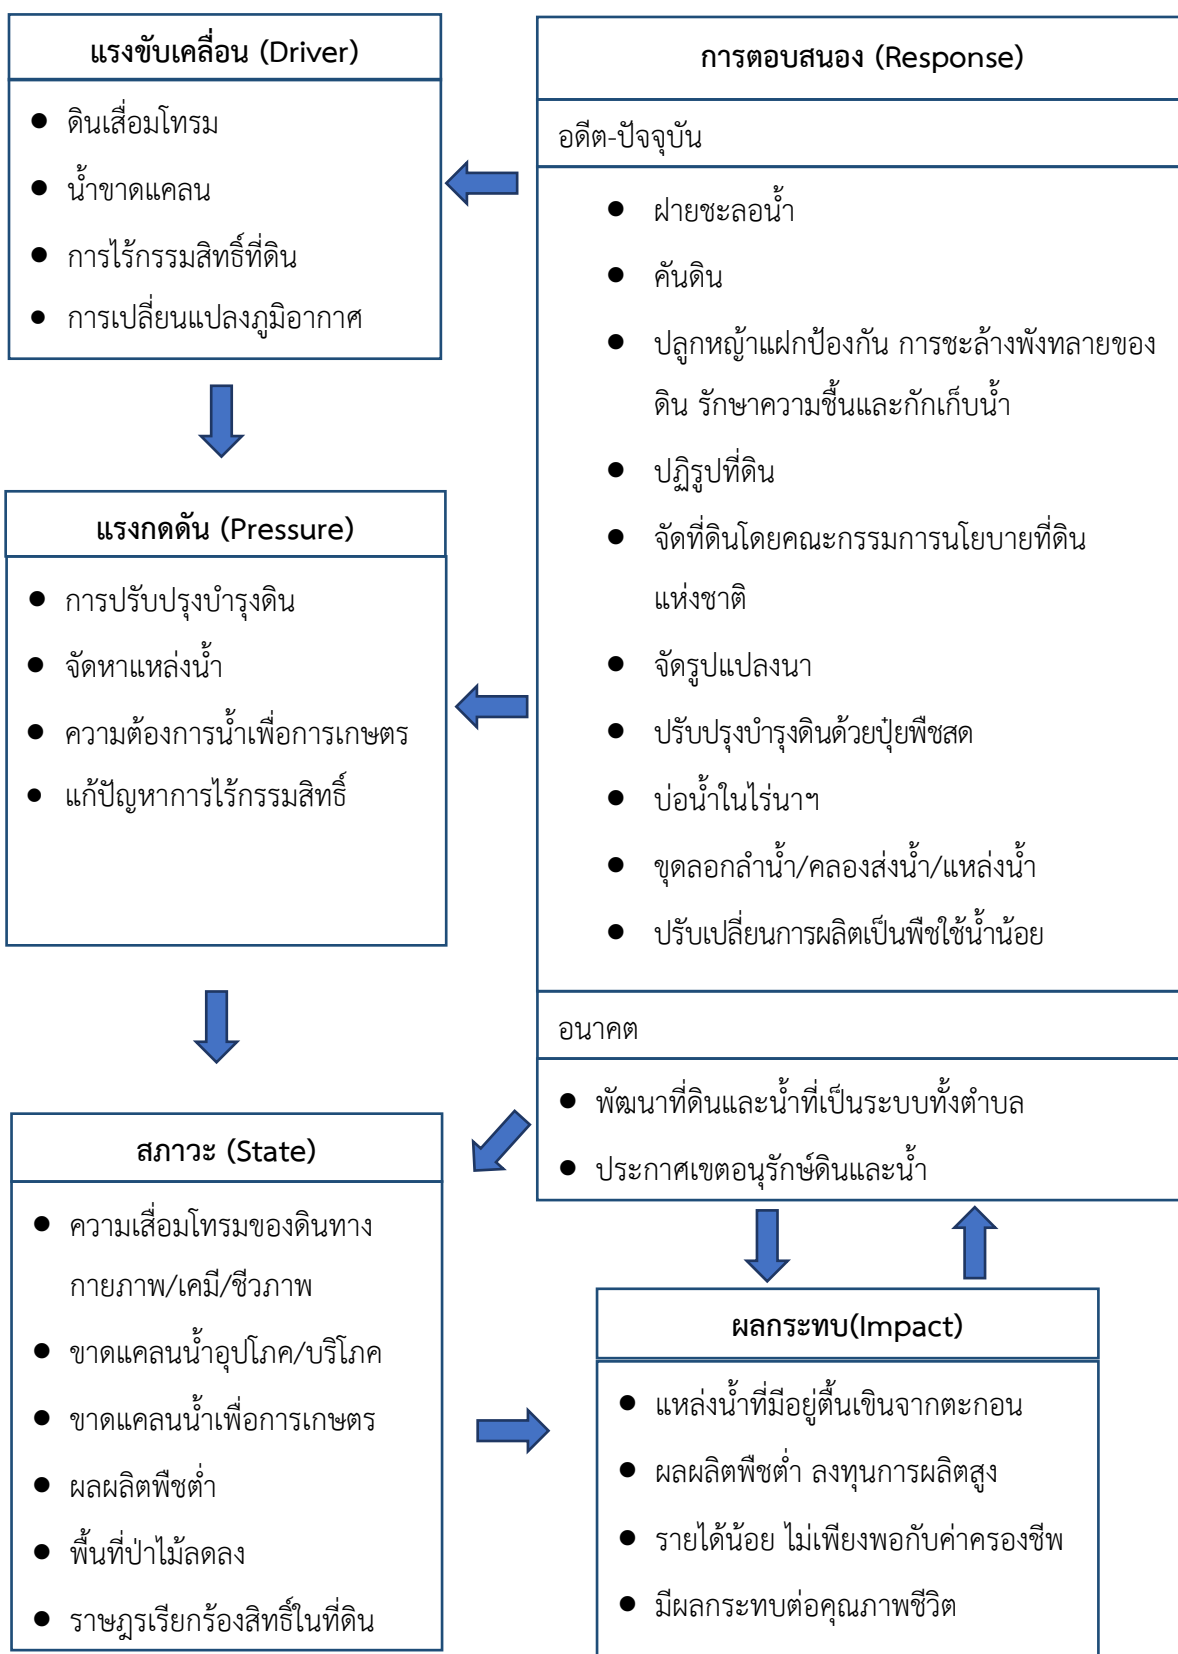 แรงขับเคลื่อน (Driver)
● ดินเสื่อมโทรม
● น้ำขาดแคลน
● การไร้กรรมสิทธิ์ที่ดิน
● การเปลี่ยนแปลงภูมิอากาศ
แรงกดดัน (Pressure)
● การปรับปรุงบำรุงดิน
● จัดหาแหล่งน้ำ
● ความต้องการน้ำเพื่อการเกษตร
● แก้ปัญหาการไร้กรรมสิทธิ์
สภาวะ (State)
● ความเสื่อมโทรมของดินทาง
กายภาพ/เคมี/ชีวภาพ
● ขาดแคลนน้ำอุปโภค/บริโภค
● ขาดแคลนน้ำเพื่อการเกษตร
● ผลผลิตพืชต่ำ
● พื้นที่ป่าไม้ลดลง
● ราษฎรเรียกร้องสิทธิ์ในที่ดิน
การตอบสนอง (Response)
อดีต-ปัจจุบัน
● ฝายชะลอน้ำ
● คันดิน
● ปลูกหญ้าแฝกป้องกัน การชะล้างพังทลายของ
ดิน รักษาความชื้นและกักเก็บน้ำ
● ปฏิรูปที่ดิน
● จัดที่ดินโดยคณะกรรมการนโยบายที่ดิน
แห่งชาติ
● จัดรูปแปลงนา
● ปรับปรุงบำรุงดินด้วยปุ๋ยพืชสด
● บ่อน้ำในไร่นาฯ
● ขุดลอกลำน้ำ/คลองส่งน้ำ/แหล่งน้ำ
● ปรับเปลี่ยนการผลิตเป็นพืชใช้น้ำน้อย
อนาคต
● พัฒนาที่ดินและน้ำที่เป็นระบบทั้งตำบล
● ประกาศเขตอนุรักษ์ดินและน้ำ
ผลกระทบ(Impact)
● แหล่งน้ำที่มีอยู่ตื้นเขินจากตะกอน
● ผลผลิตพืชต่ำ ลงทุนการผลิตสูง
● รายได้น้อย ไม่เพียงพอกับค่าครองชีพ
● มีผลกระทบต่อคุณภาพชีวิต